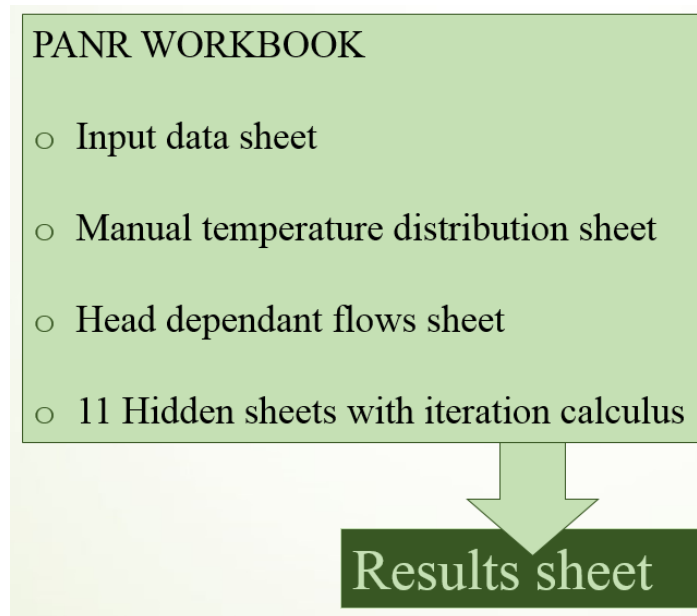 PANR WORKBOOK
o Input data sheet
o Manual temperature distribution sheet
o Head dependant flows sheet
o 11 Hidden sheets with iteration calculus
Results sheet